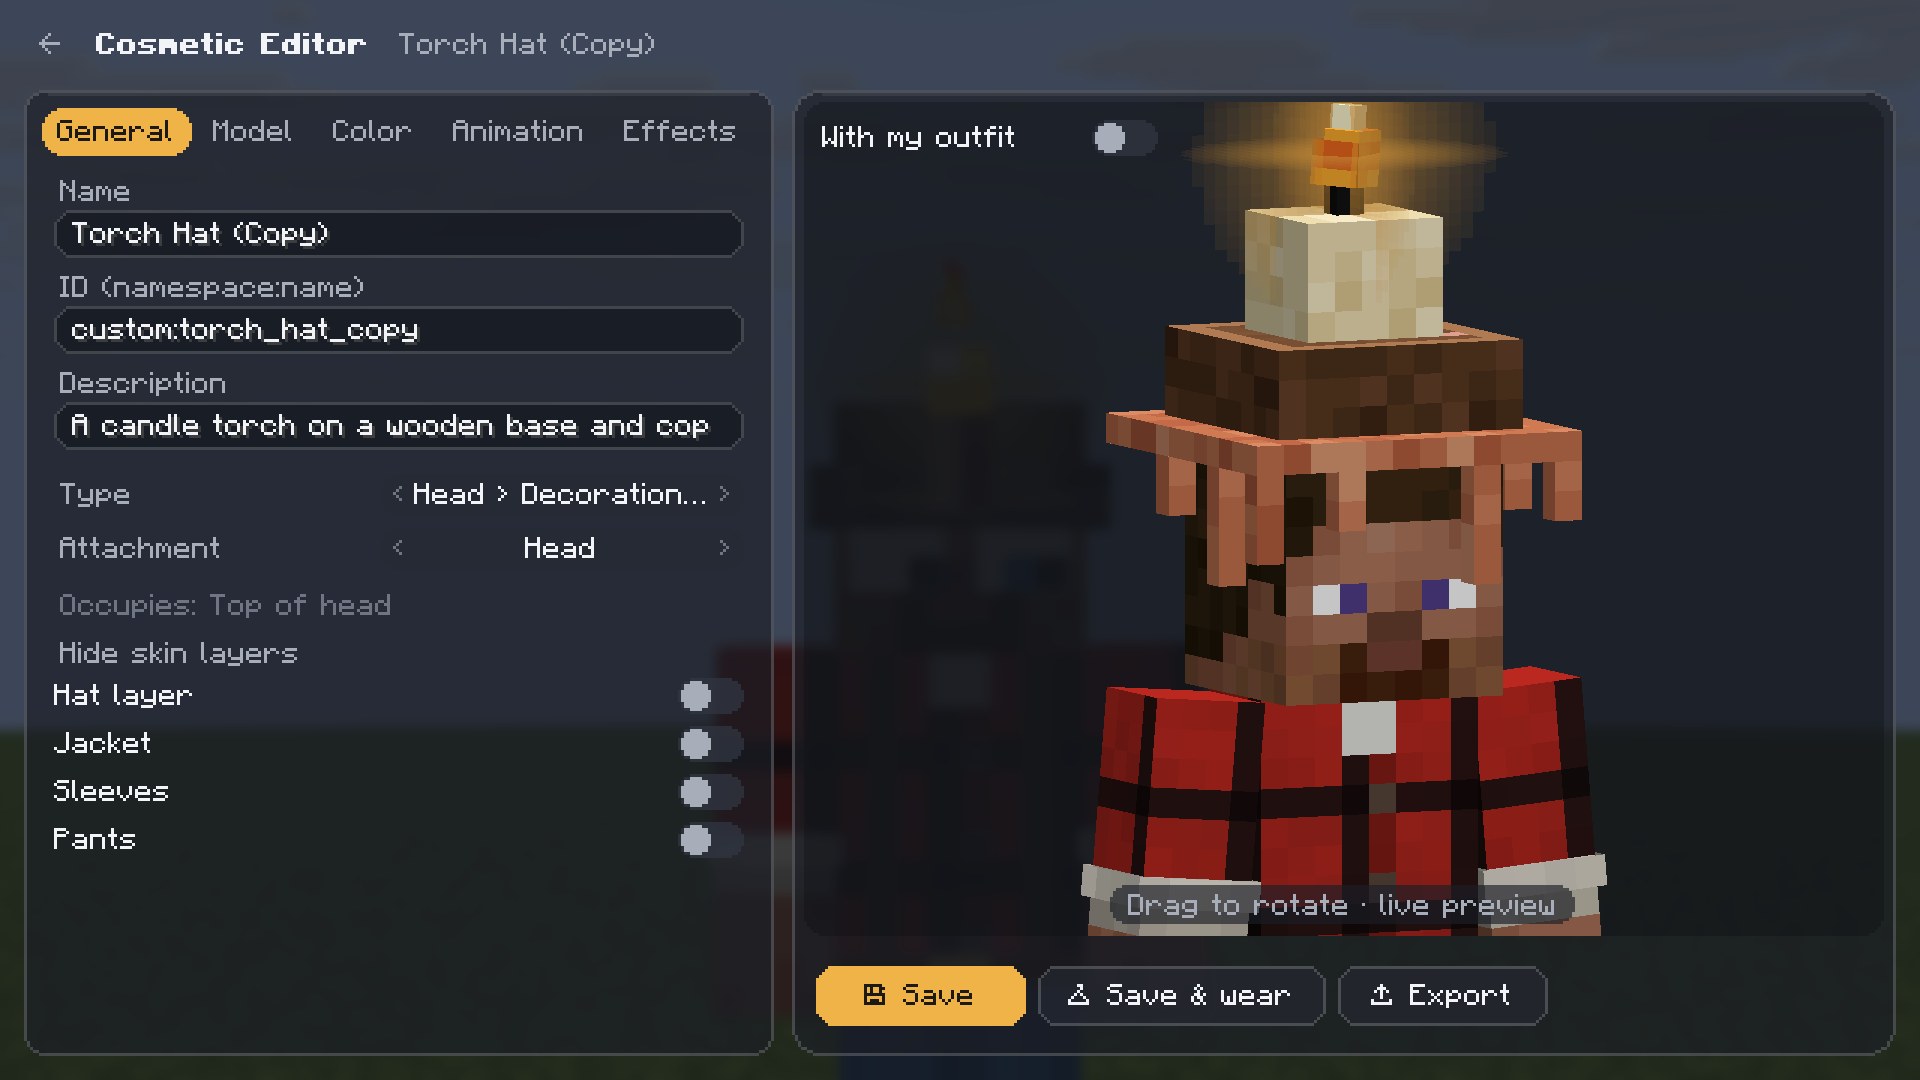 Cosmetic Editor Torch Hat (Copy)
General Model Color Animation Effects
Name
Torch Hat (Copy)
ID (namespace:name)
custom:torch_hat_copy
Description
A candle torch on a wooden base and cop
Type < Head > Decoration... >
Attachment < Head >
Occupies: Top of head
Hide skin layers
Hat layer
Jacket
Sleeves
Pants
With my outfit
Drag to rotate · live preview
Save
Save & wear
Export